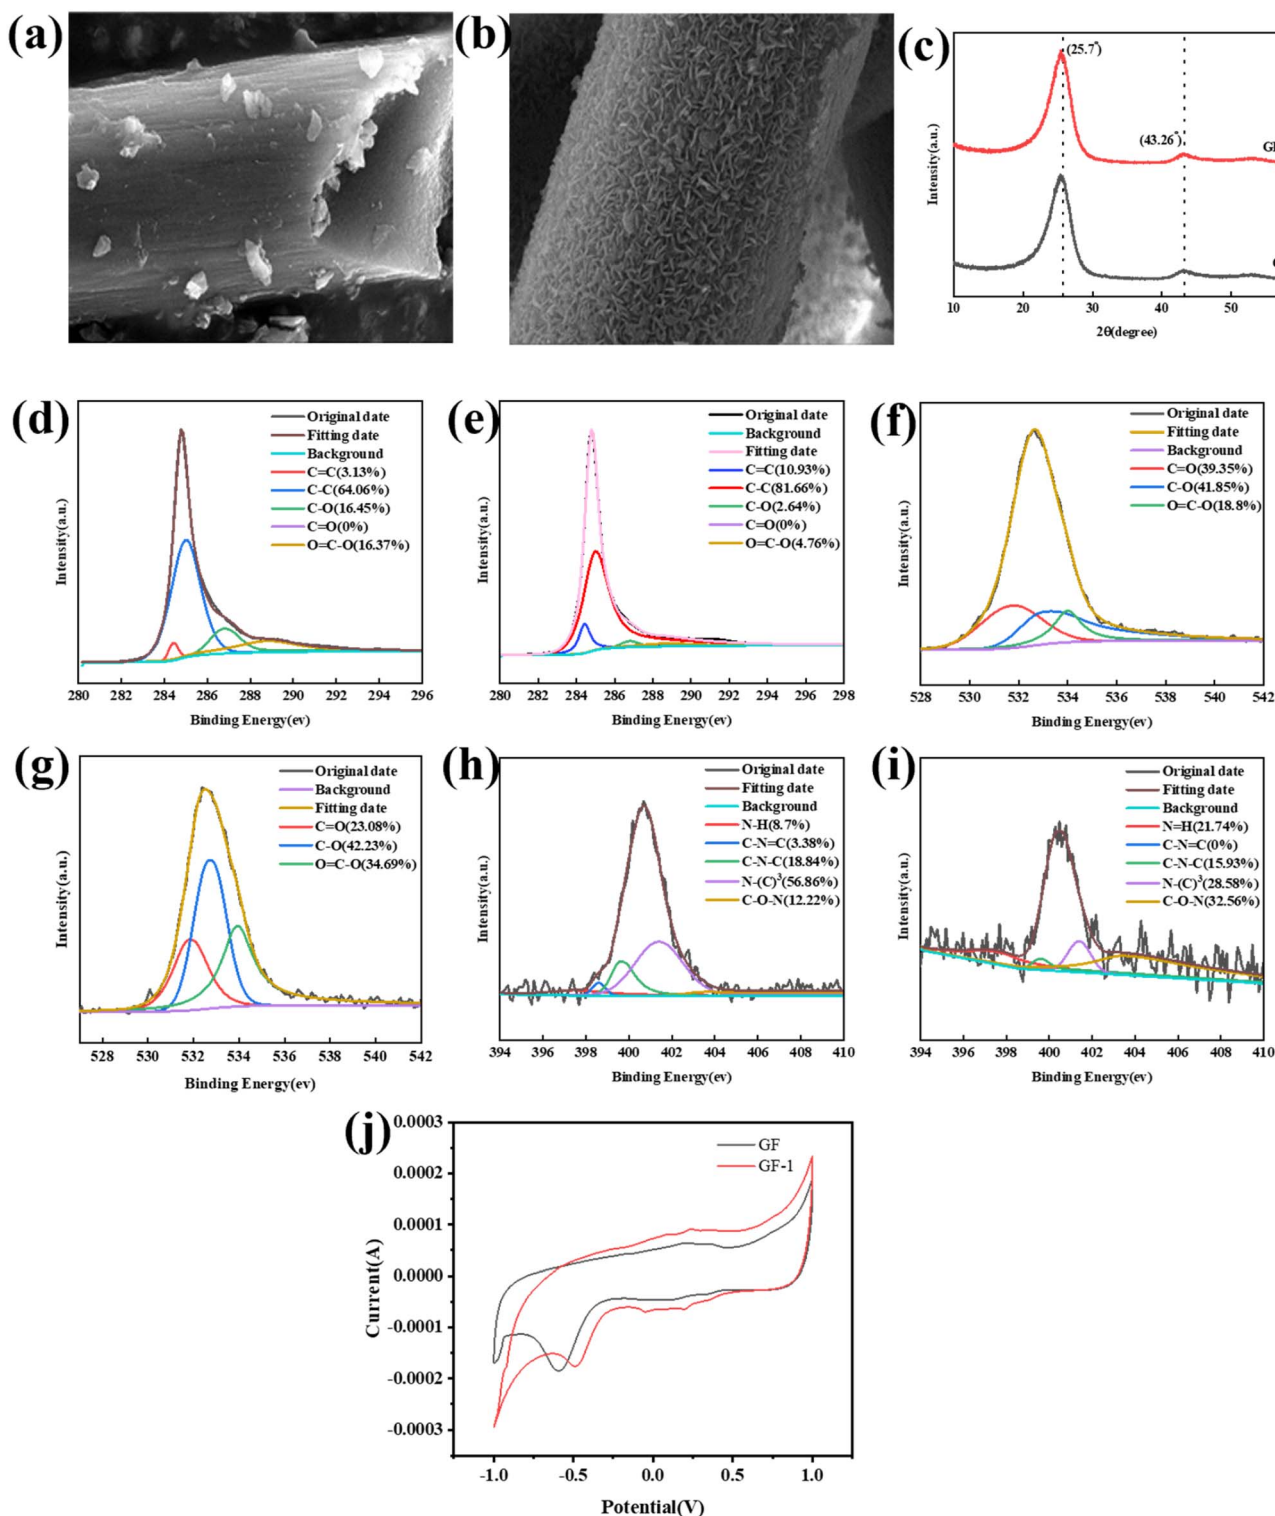 (a)
(b)
(c)
(25.7°)
(43.26°)
Intensity(a.u.)
10
20
30
40
50
2θ(degree)
(d)
Original date
Fitting date
Background
C=C(3.13%)
C-C(64.06%)
C-O(16.45%)
C=O(0%)
O=C-O(16.37%)
Intensity(a.u.)
280 282 284 286 288 290 292 294 296
Binding Energy(ev)
(e)
Original date
Background
Fitting date
C=C(10.93%)
C-C(81.66%)
C-O(2.64%)
C=O(0%)
O=C-O(4.76%)
Intensity(a.u.)
280 282 284 286 288 290 292 294 296 298
Binding Energy(ev)
(f)
Original date
Fitting date
Background
C=O(39.35%)
C-O(41.85%)
O=C-O(18.8%)
Intensity(a.u.)
528 530 532 534 536 538 540 542
Binding Energy(ev)
(g)
Original date
Background
Fitting date
C=O(23.08%)
C-O(42.23%)
O=C-O(34.69%)
Intensity(a.u.)
528 530 532 534 536 538 540 542
Binding Energy(ev)
(h)
Original date
Fitting date
Background
N-H(8.7%)
C-N=C(3.38%)
C-N-C(18.84%)
N-(C)³(56.86%)
C-O-N(12.22%)
Intensity(a.u.)
394 396 398 400 402 404 406 408 410
Binding Energy(ev)
(i)
Original date
Fitting date
Background
N=H(21.74%)
C-N=C(0%)
C-N-C(15.93%)
N-(C)³(28.58%)
C-O-N(32.56%)
Intensity(a.u.)
394 396 398 400 402 404 406 408 410
Binding Energy(ev)
(j)
GF
GF-1
0.0003
0.0002
0.0001
0.0000
-0.0001
-0.0002
-0.0003
Current(A)
-1.0 -0.5 0.0 0.5 1.0
Potential(V)